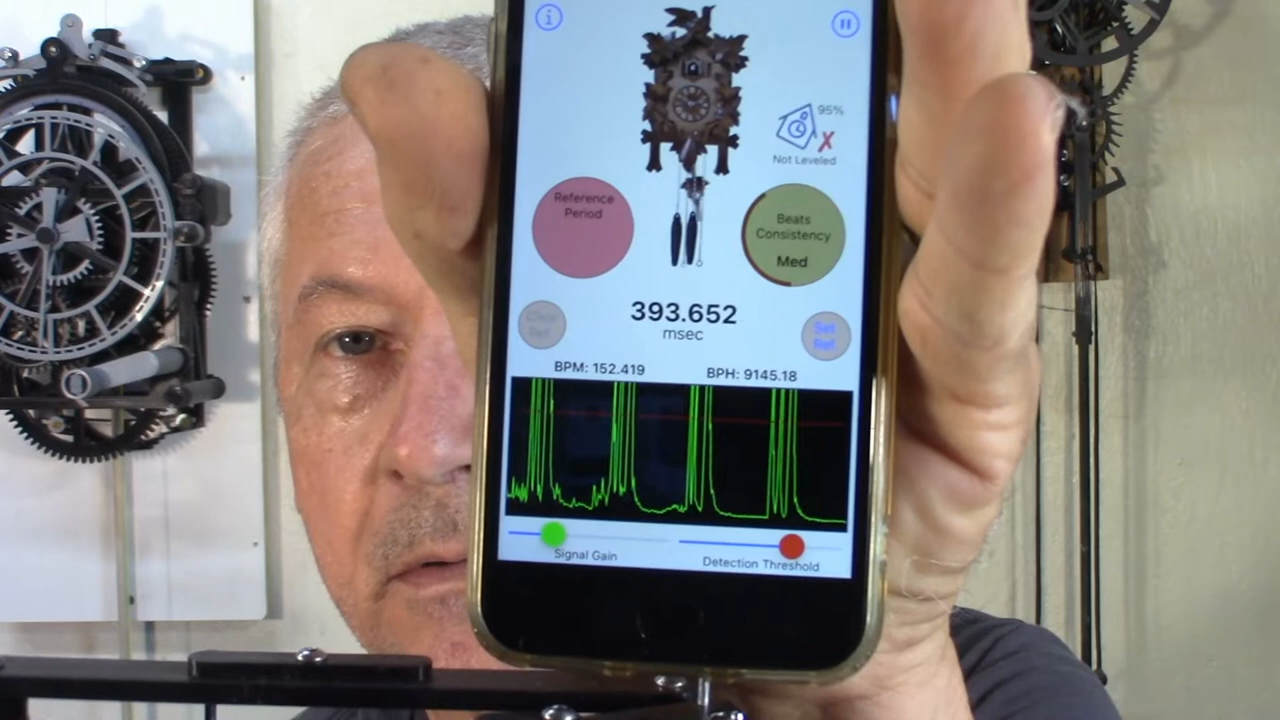 95%
Not Leveled
Reference
Period
Beats
Consistency
Med
393.652
msec
Clear
Ref.
Set
Ref.
BPM: 152.419
BPH: 9145.18
Signal Gain
Detection Threshold